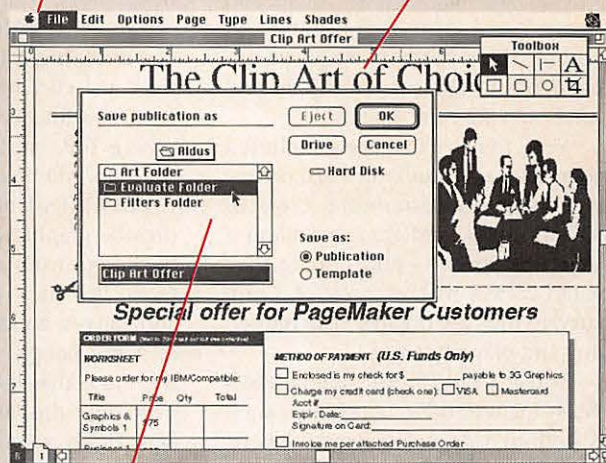 File Edit Options Page Type Lines Shades
Clip Art Offer
Toolbox
A
The Clip Art of Choi
Save publication as
Eject
OK
Aldus
Drive
Cancel
Art Folder
Evaluate Folder
Filters Folder
Hard Disk
Save as:
Publication
Template
Clip Art Offer
Special offer for PageMaker Customers
ORDER FORM
WORKSHEET
Please order for my IBM/Compatible:
Title Price Qty Total
Graphics &
Symbols 1
$75
METHOD OF PAYMENT (U.S. Funds Only)
Enclosed is my check for $ payable to 3G Graphics
Charge my credit card (check one): VISA Mastercard
Acct #
Expir. Date:
Signature on Card:
Invoice me per attached Purchase Order